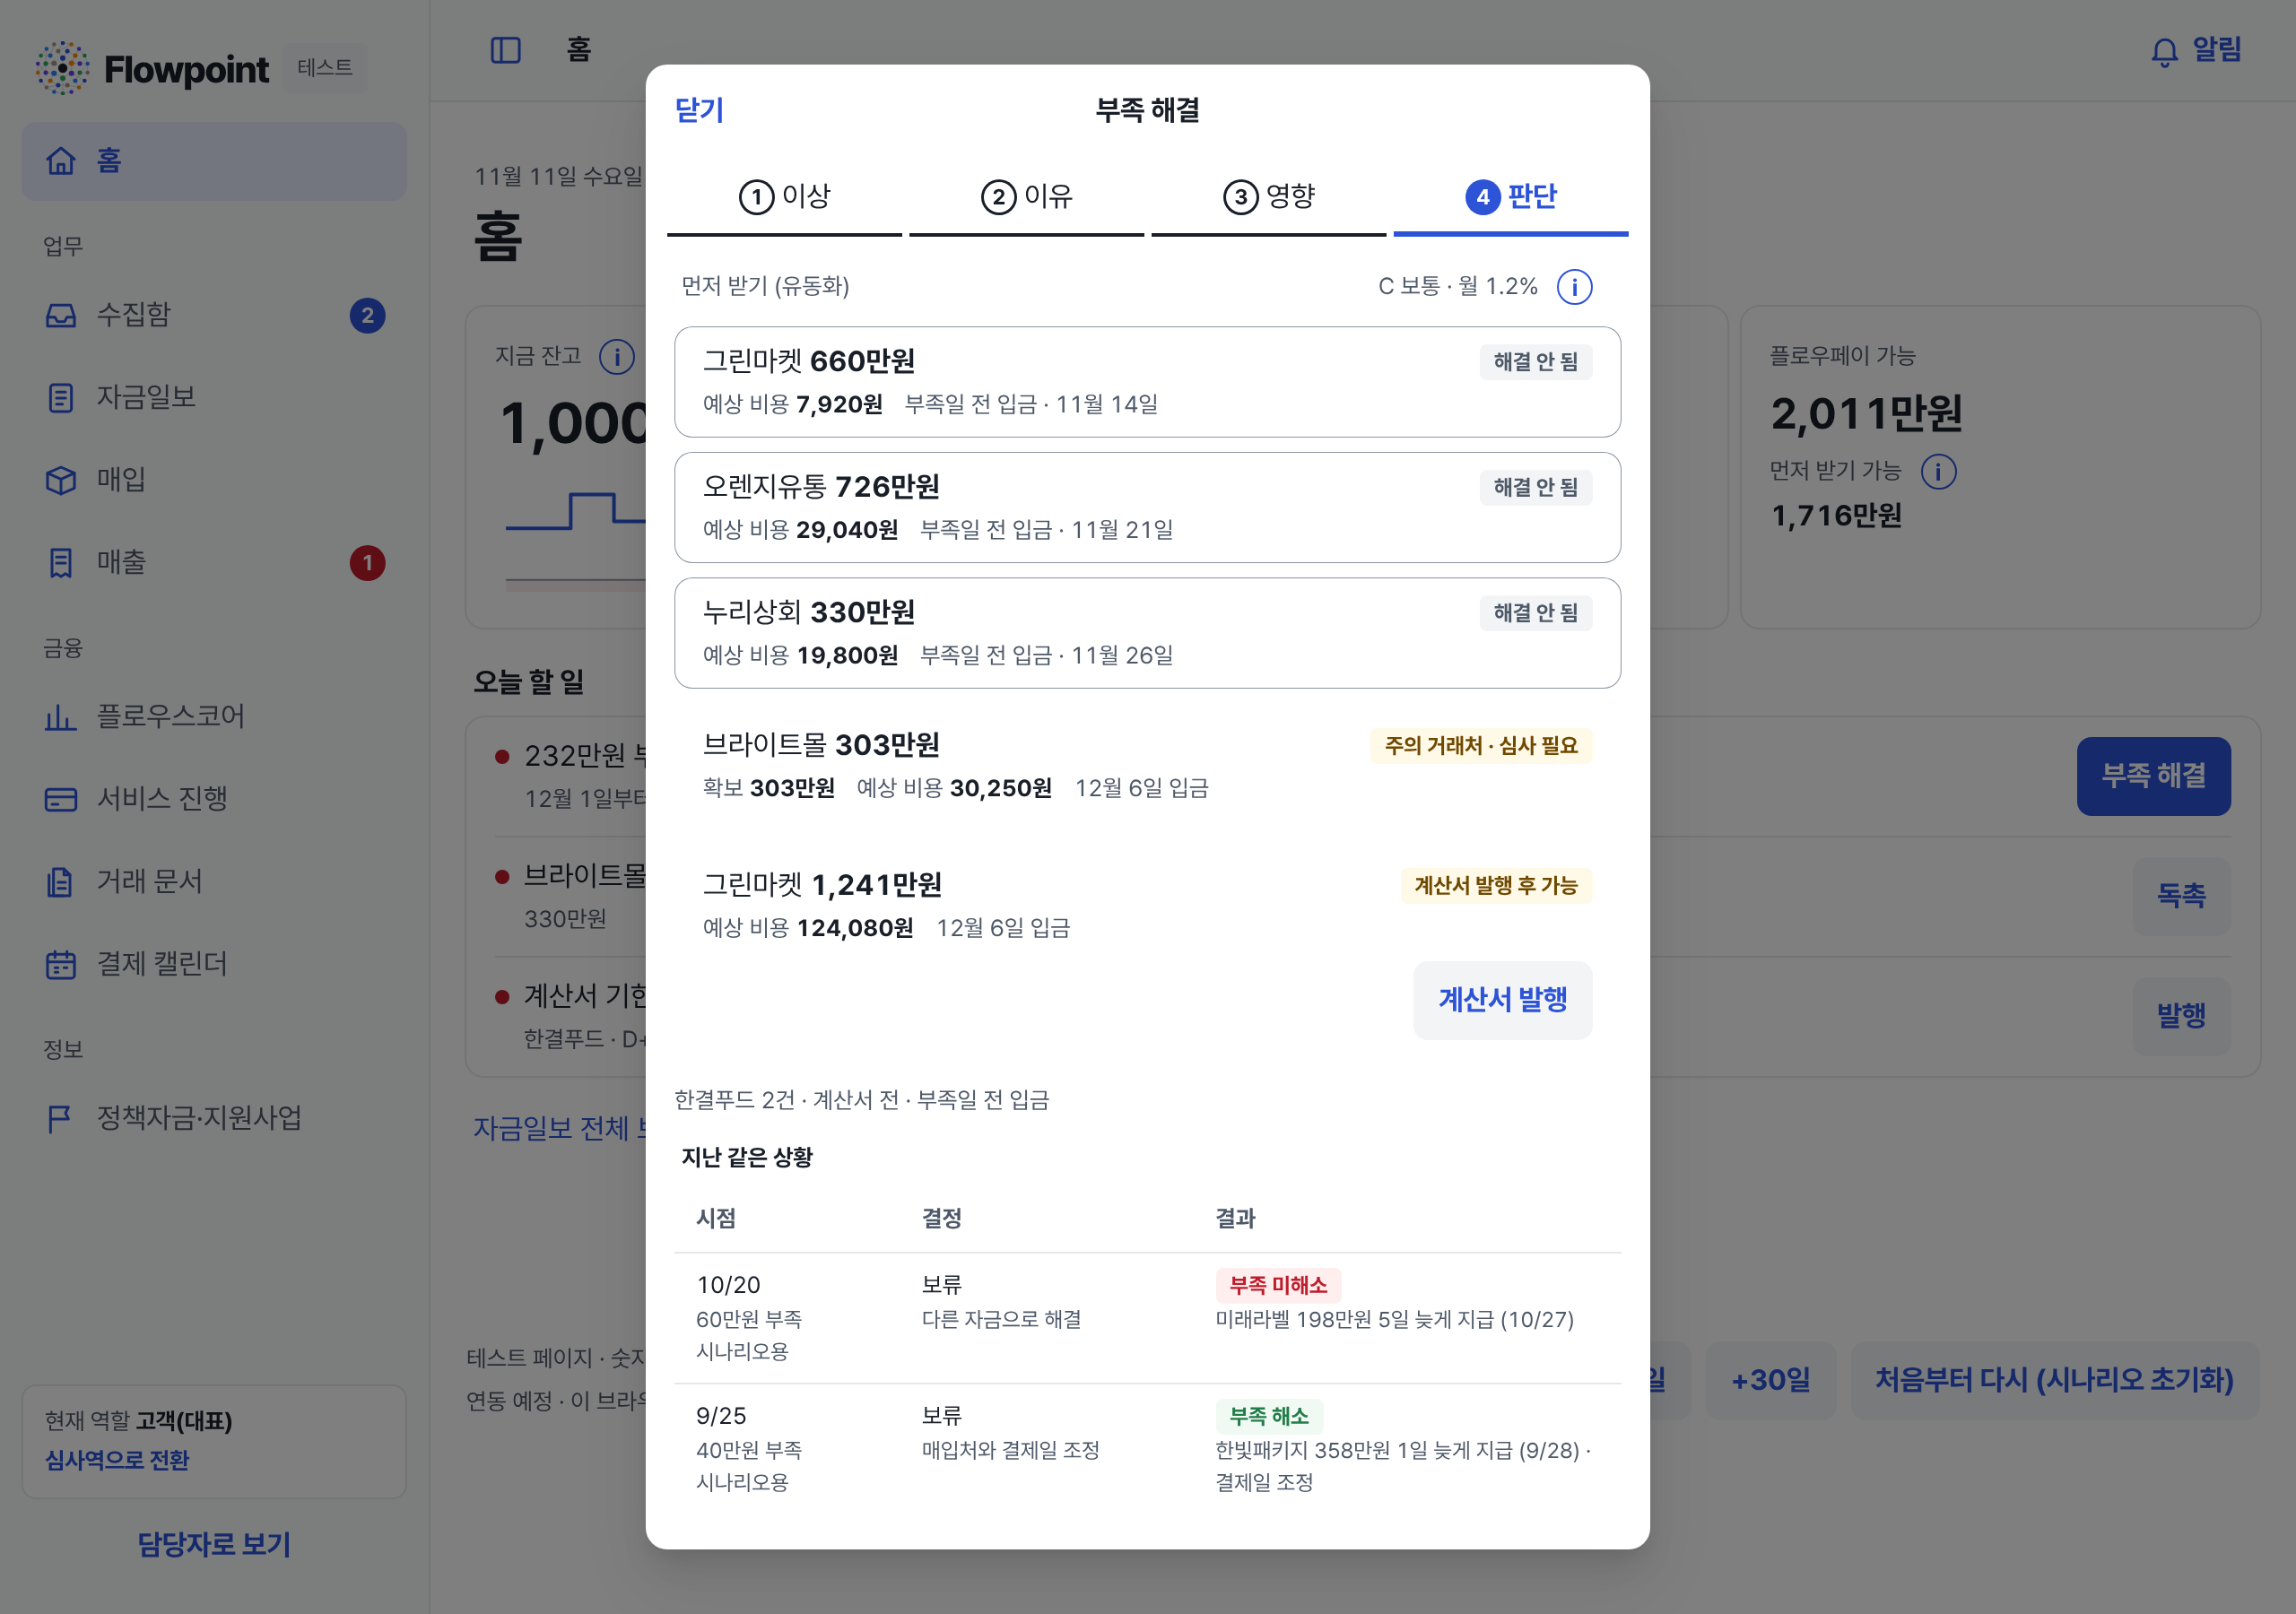 Flowpoint 테스트
홈
업무
수집함 2
자금일보
매입
매출 1
금융
플로우스코어
서비스 진행
거래 문서
결제 캘린더
정보
정책자금·지원사업
현재 역할 고객(대표)
심사역으로 전환
담당자로 보기
홈
알림
11월 11일 수요일
홈
지금 잔고
1,000
플로우페이 가능
2,011만원
먼저 받기 가능
1,716만원
오늘 할 일
232만원
12월 1일부터
부족 해결
브라이트몰
330만원
독촉
계산서 기한
한결푸드 · D+
발행
자금일보 전체
테스트 페이지 · 숫자
연동 예정 · 이
일
+30일
처음부터 다시 (시나리오 초기화)
닫기
부족 해결
1 이상
2 이유
3 영향
4 판단
먼저 받기 (유동화)
C 보통 · 월 1.2%
그린마켓 660만원
해결 안 됨
예상 비용 7,920원 부족일 전 입금 · 11월 14일
오렌지유통 726만원
해결 안 됨
예상 비용 29,040원 부족일 전 입금 · 11월 21일
누리상회 330만원
해결 안 됨
예상 비용 19,800원 부족일 전 입금 · 11월 26일
브라이트몰 303만원
주의 거래처 · 심사 필요
확보 303만원 예상 비용 30,250원 12월 6일 입금
그린마켓 1,241만원
계산서 발행 후 가능
예상 비용 124,080원 12월 6일 입금
계산서 발행
한결푸드 2건 · 계산서 전 · 부족일 전 입금
지난 같은 상황
시점 결정 결과
10/20 보류 부족 미해소
60만원 부족 다른 자금으로 해결 미래라벨 198만원 5일 늦게 지급 (10/27)
시나리오용
9/25 보류 부족 해소
40만원 부족 매입처와 결제일 조정 한빛패키지 358만원 1일 늦게 지급 (9/28) ·
시나리오용 결제일 조정